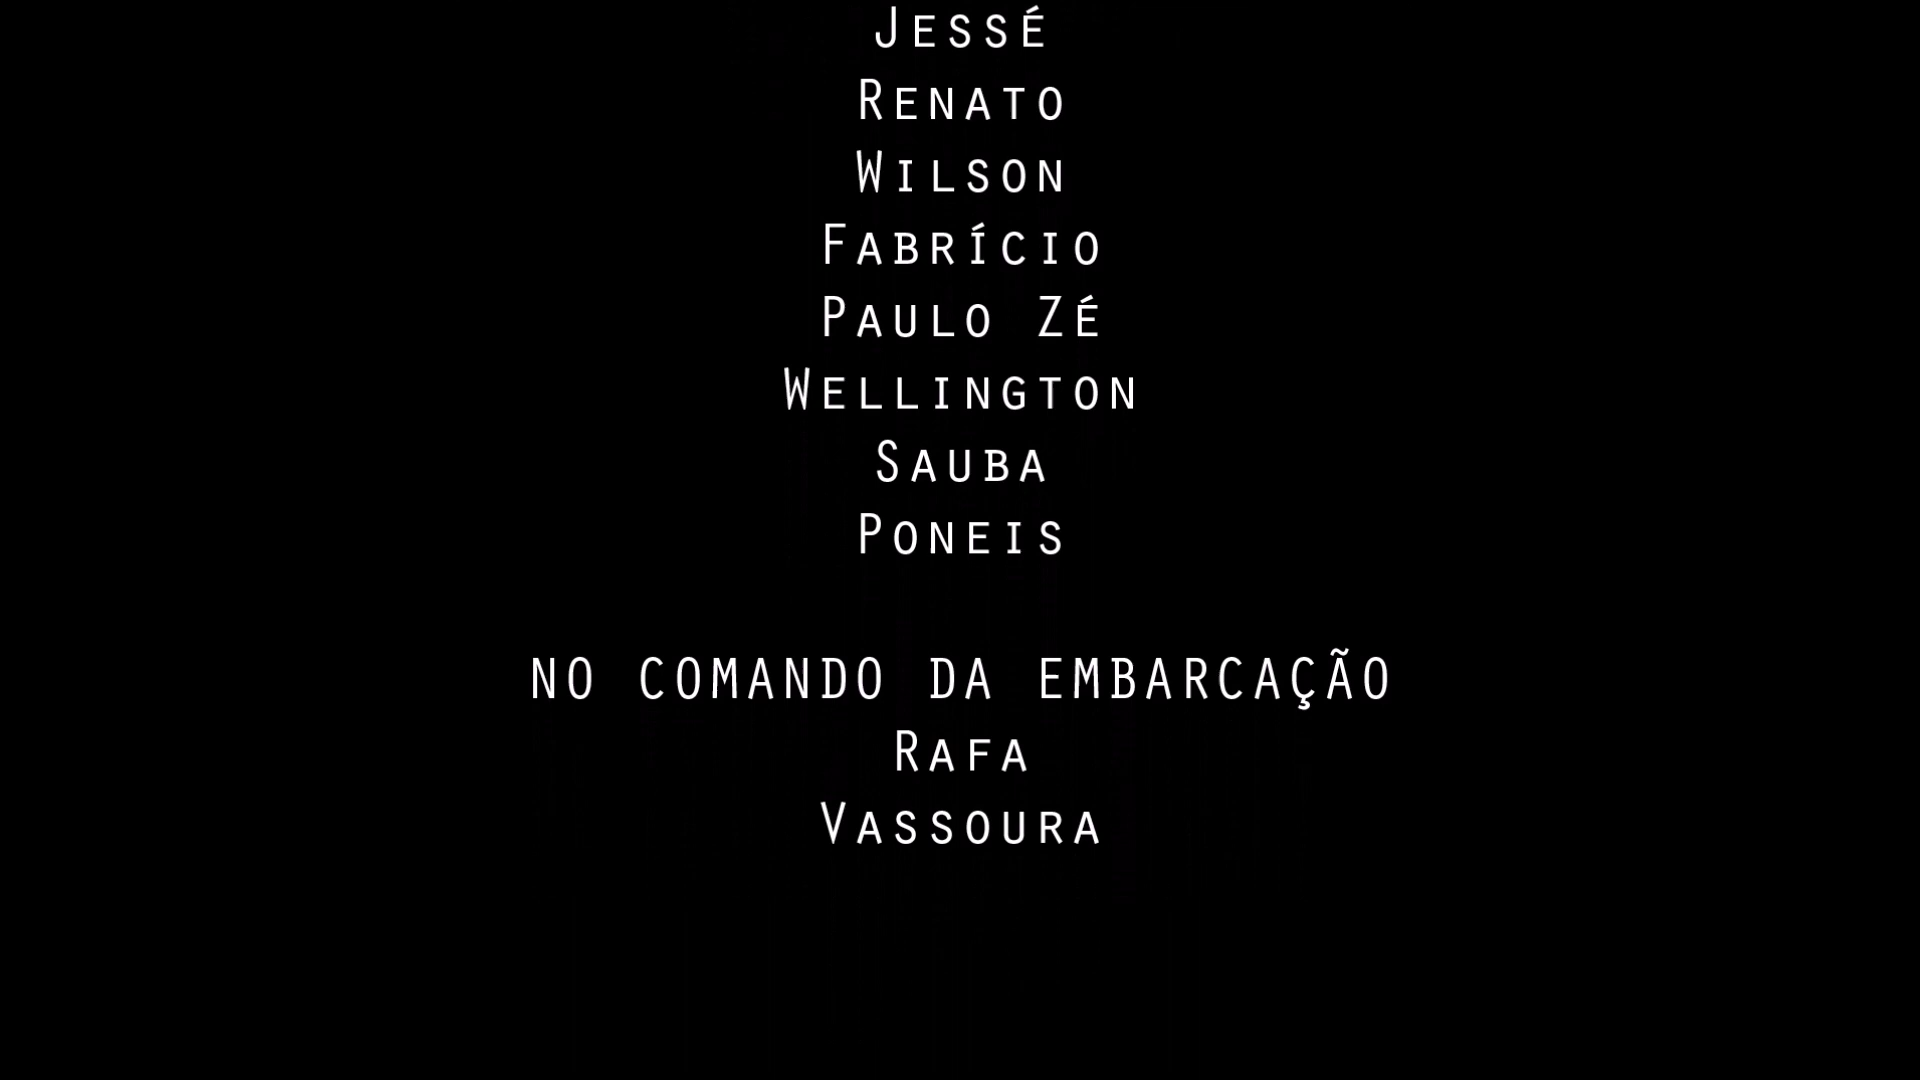 JESSÉ
RENATO
WILSON
FABRÍCIO
PAULO ZÉ
WELLINGTON
SAUBA
PONEIS
NO COMANDO DA EMBARCAÇÃO
RAFA
VASSOURA